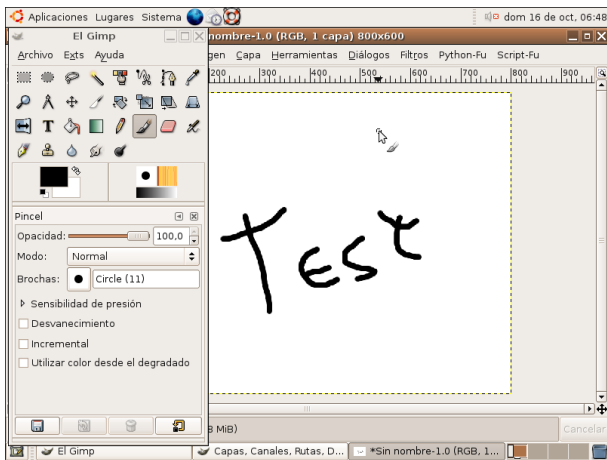 Aplicaciones Lugares Sistema dom 16 de oct, 06:48
El Gimp
nombre-1.0 (RGB, 1 capa) 800x600
Archivo Exts Ayuda
gen Capa Herramientas Diálogos Filtros Python-Fu Script-Fu
200 300 400 500 600 700 800 900
Test
Pincel
Opacidad: 100,0
Modo: Normal
Brochas: Circle (11)
Sensibilidad de presión
Desvanecimiento
Incremental
Utilizar color desde el degradado
MiB) Cancelar
El Gimp Capas, Canales, Rutas, D... *Sin nombre-1.0 (RGB, 1...